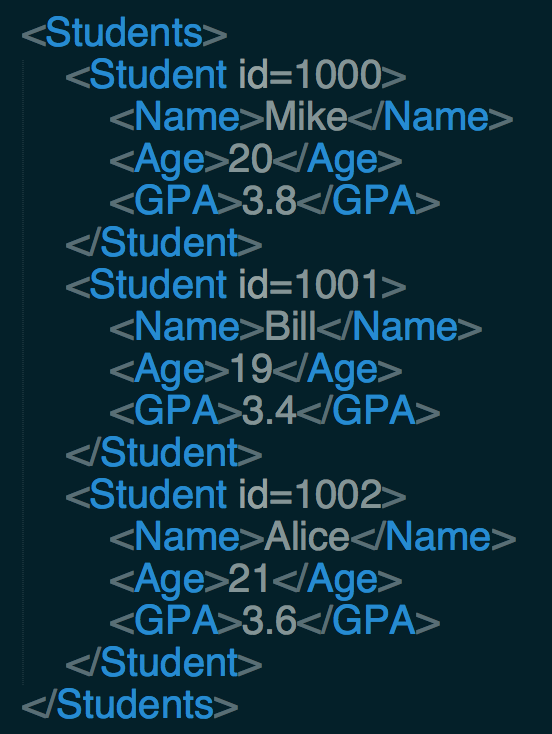 <Students>
<Student id=1000>
<Name>Mike</Name>
<Age>20</Age>
<GPA>3.8</GPA>
</Student>
<Student id=1001>
<Name>Bill</Name>
<Age>19</Age>
<GPA>3.4</GPA>
</Student>
<Student id=1002>
<Name>Alice</Name>
<Age>21</Age>
<GPA>3.6</GPA>
</Student>
</Students>